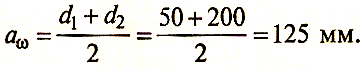 a_ω = (d₁ + d₂)/2 = (50 + 200)/2 = 125 мм.